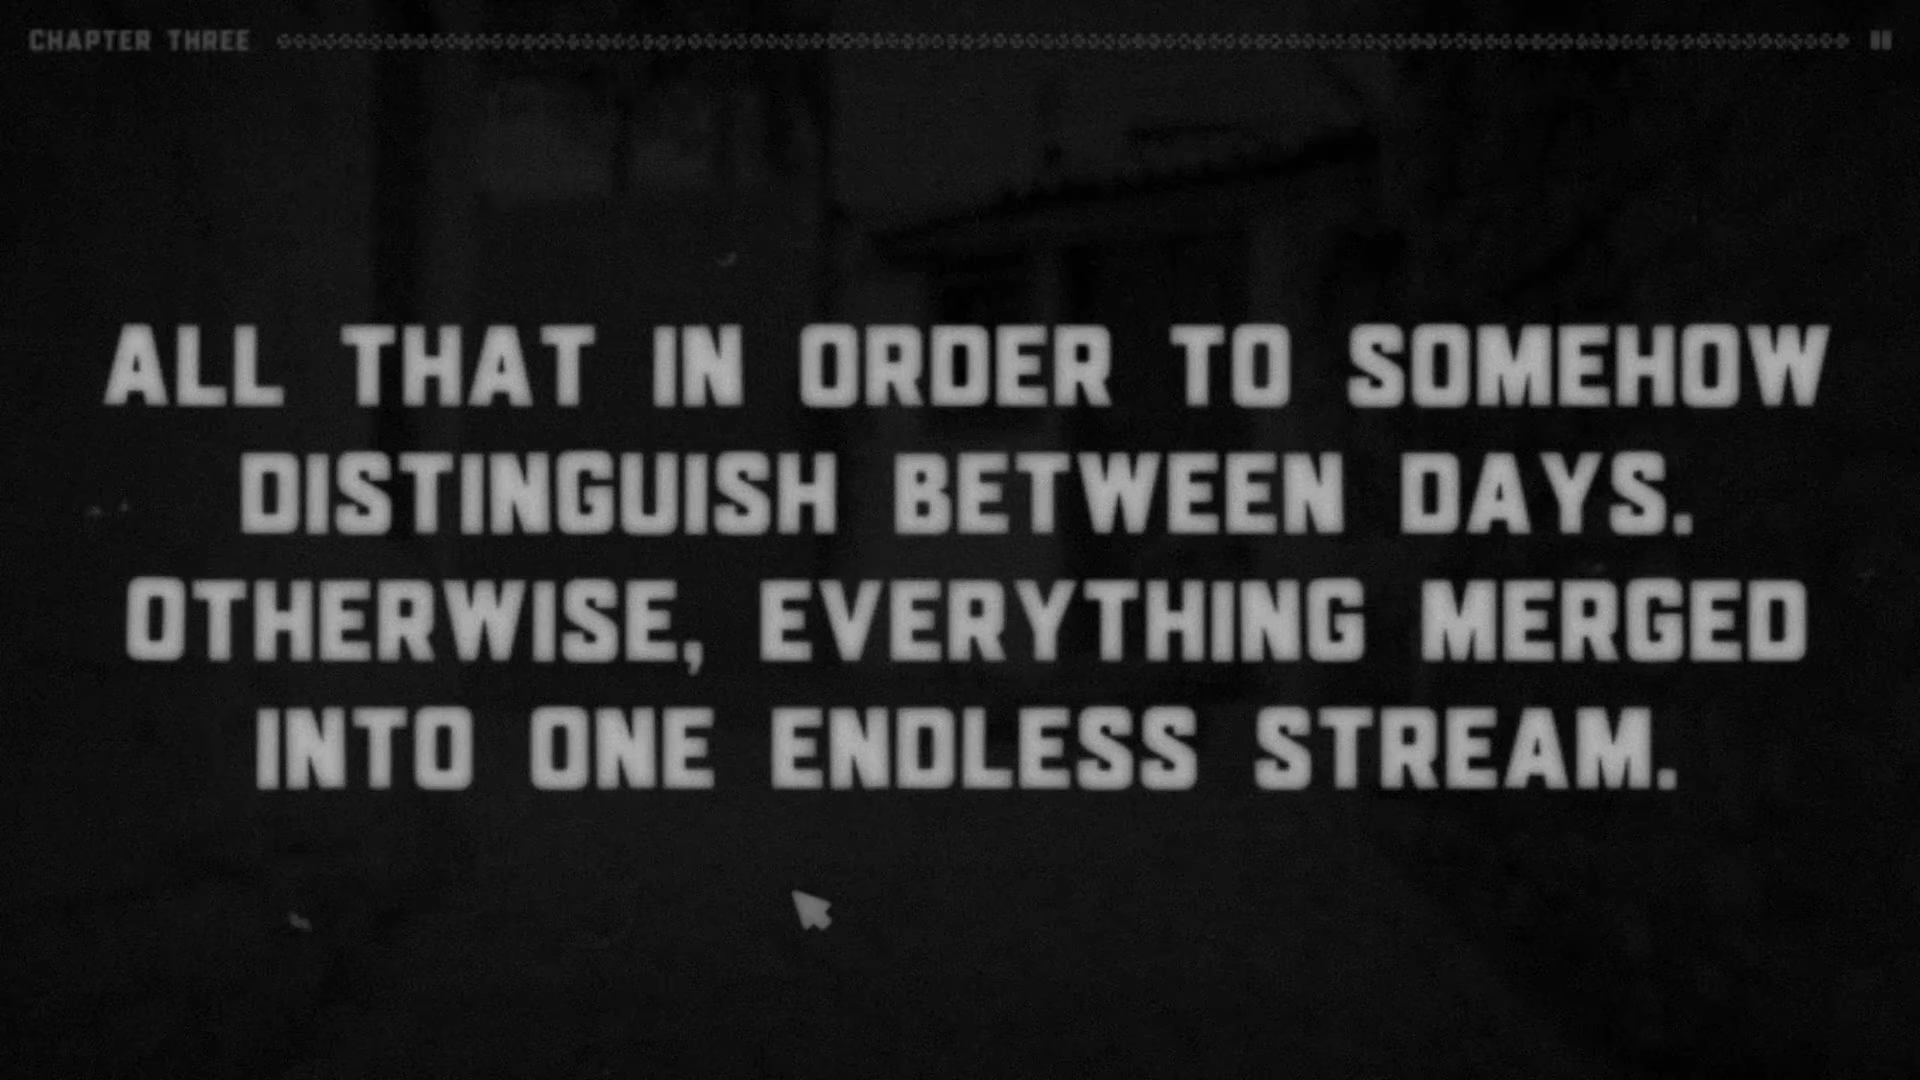 CHAPTER THREE
ALL THAT IN ORDER TO SOMEHOW
DISTINGUISH BETWEEN DAYS.
OTHERWISE, EVERYTHING MERGED
INTO ONE ENDLESS STREAM.